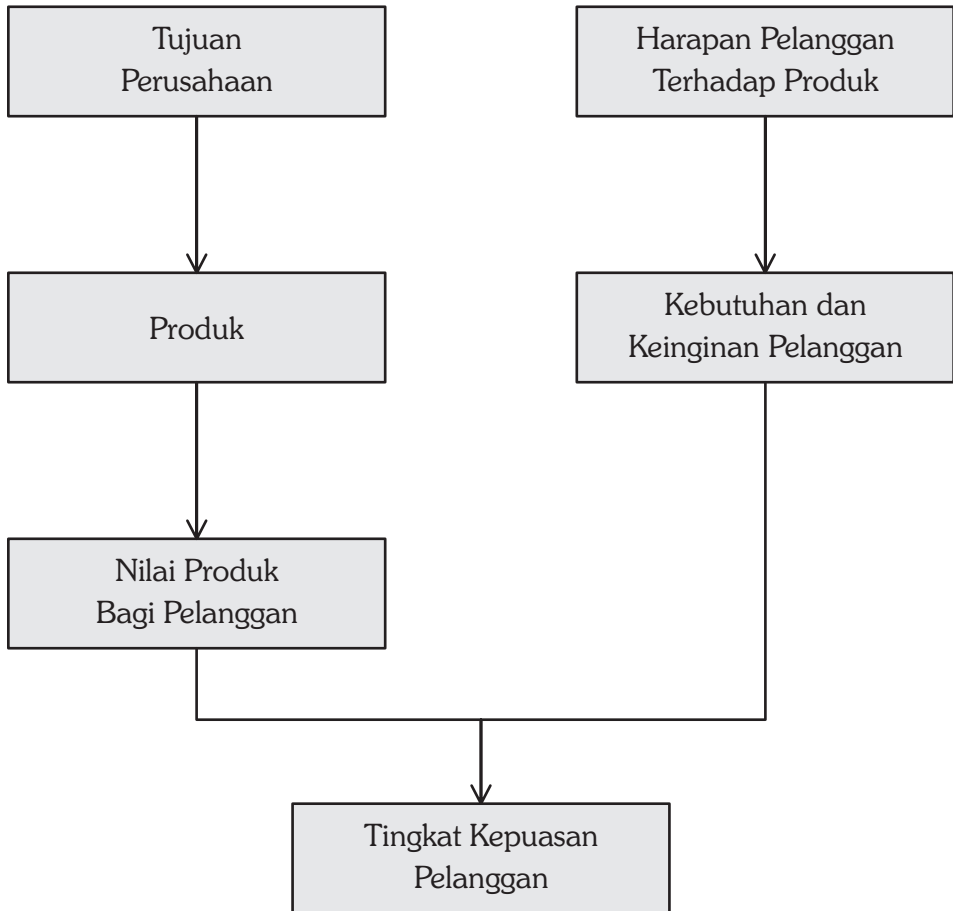 Tujuan
Perusahaan
Harapan Pelanggan
Terhadap Produk
Produk
Kebutuhan dan
Keinginan Pelanggan
Nilai Produk
Bagi Pelanggan
Tingkat Kepuasan
Pelanggan